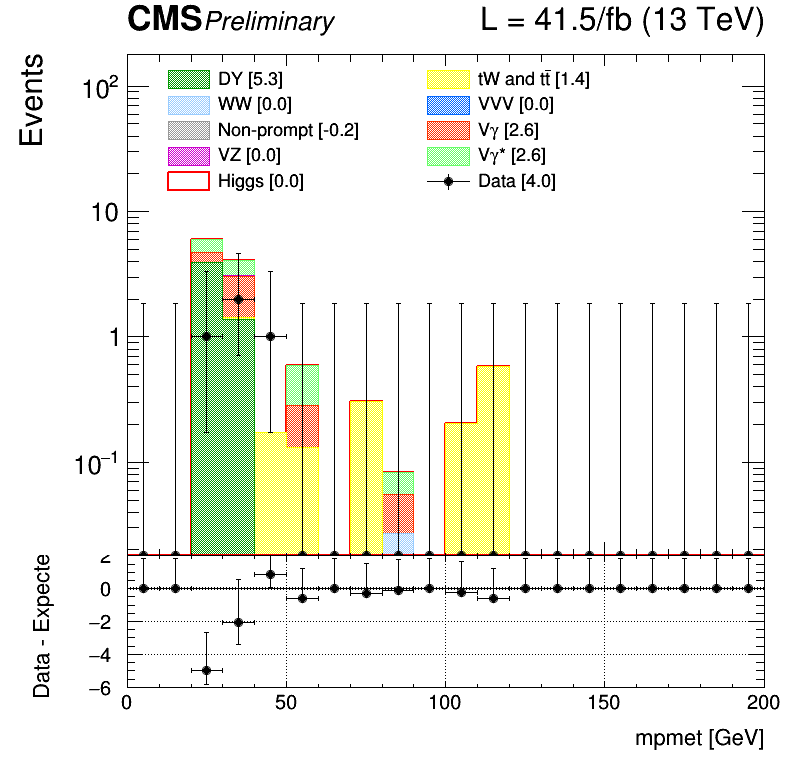 CMS Preliminary L = 41.5/fb (13 TeV)
Events
10²
10
1
10⁻¹
DY [5.3]
WW [0.0]
Non-prompt [-0.2]
VZ [0.0]
Higgs [0.0]
tW and tt̄ [1.4]
VVV [0.0]
Vγ [2.6]
Vγ* [2.6]
Data [4.0]
Data - Expecte
2
0
−2
−4
−6
0 50 100 150 200
mpmet [GeV]